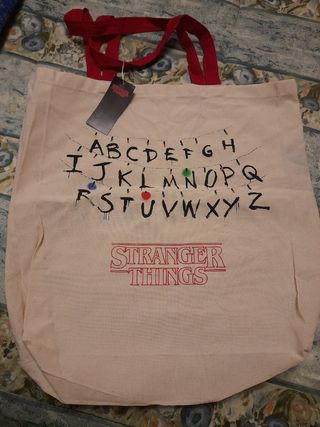 ABCDEFGH
IJKLMNOPQ
RSTUVWXYZ
STRANGER
THINGS